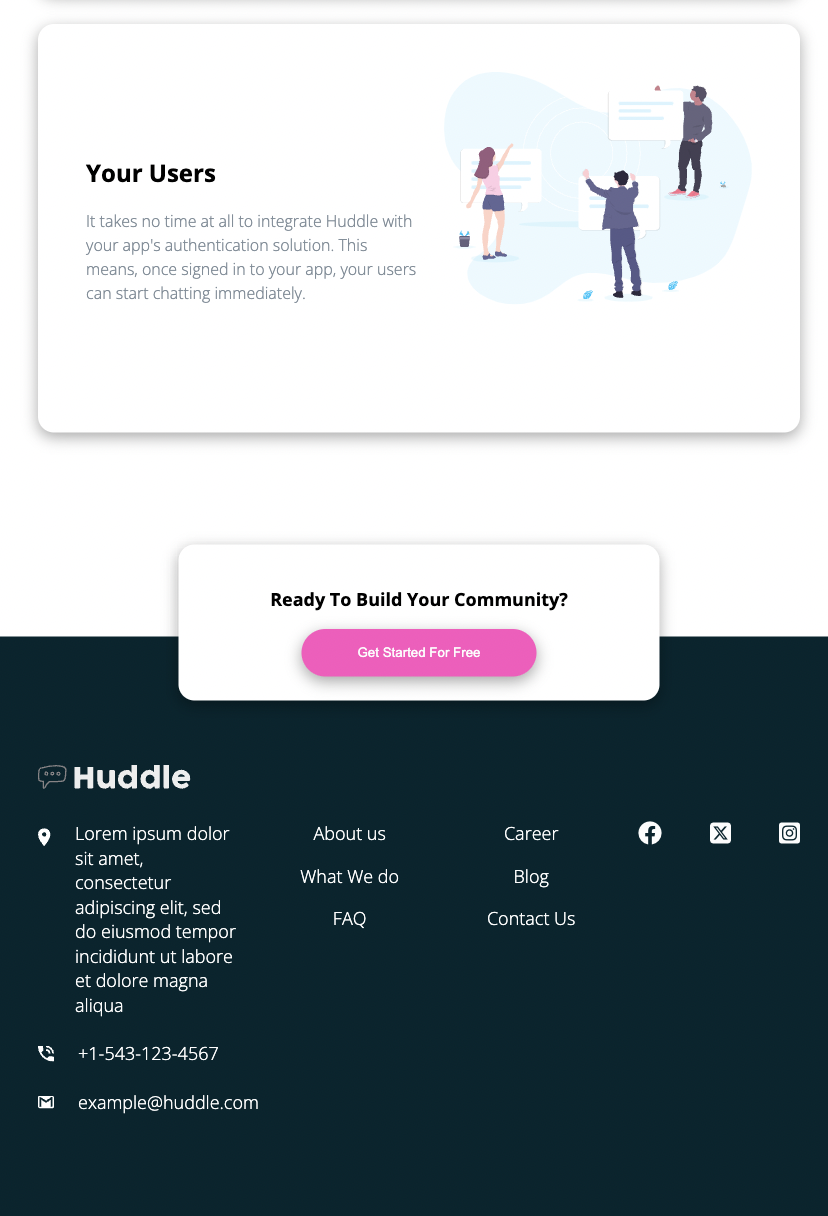 Your Users
It takes no time at all to integrate Huddle with
your app's authentication solution. This
means, once signed in to your app, your users
can start chatting immediately.
Ready To Build Your Community?
Get Started For Free
Huddle
Lorem ipsum dolor
sit amet,
consectetur
adipiscing elit, sed
do eiusmod tempor
incididunt ut labore
et dolore magna
aliqua
+1-543-123-4567
example@huddle.com
About us
What We do
FAQ
Career
Blog
Contact Us